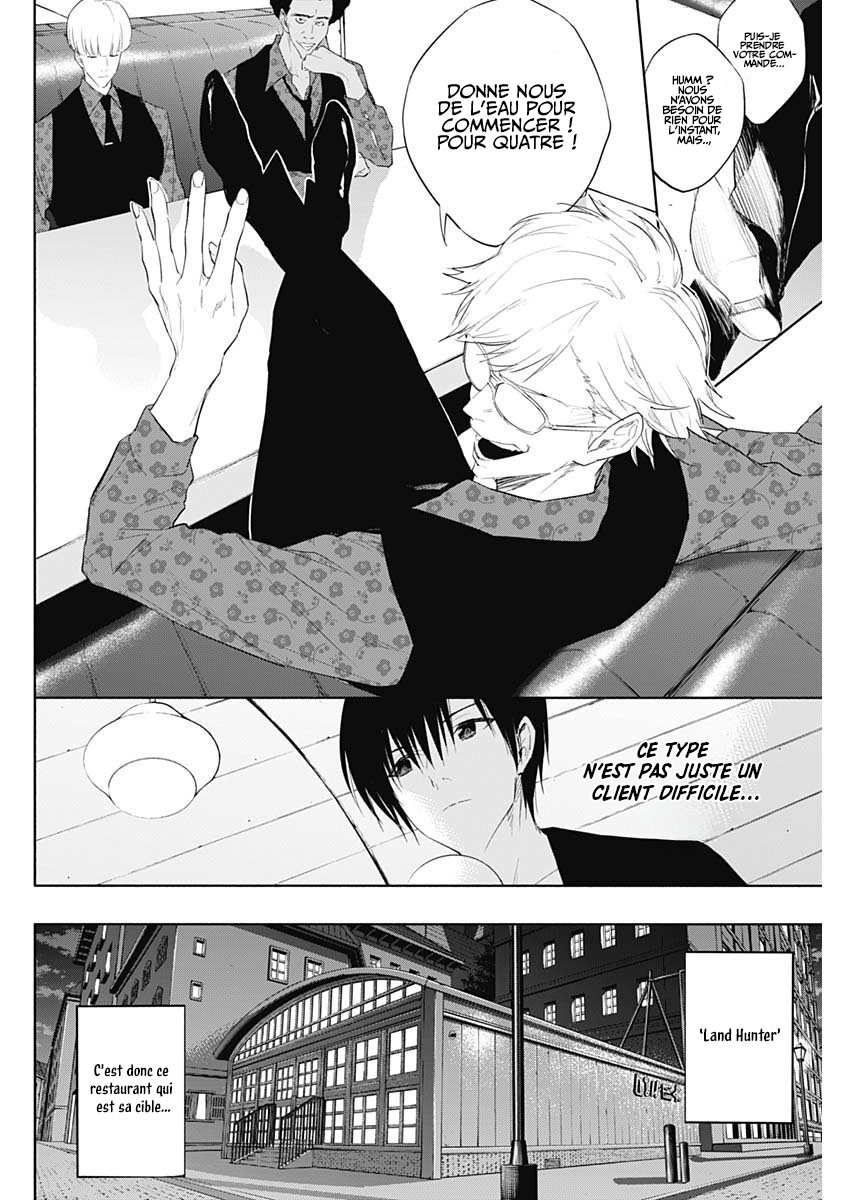 PUIS-JE
PRENDRE
VOTRE COM-
MANDE...
HUMM ?
NOUS
N'AVONS
BESOIN DE
RIEN POUR
L'INSTANT,
MAIS..,
DONNE NOUS
DE L'EAU POUR
COMMENCER !
POUR QUATRE !
CE TYPE
N'EST PAS JUSTE UN
CLIENT DIFFICILE...
'Land Hunter'
C'est donc ce
restaurant qui
est sa cible...